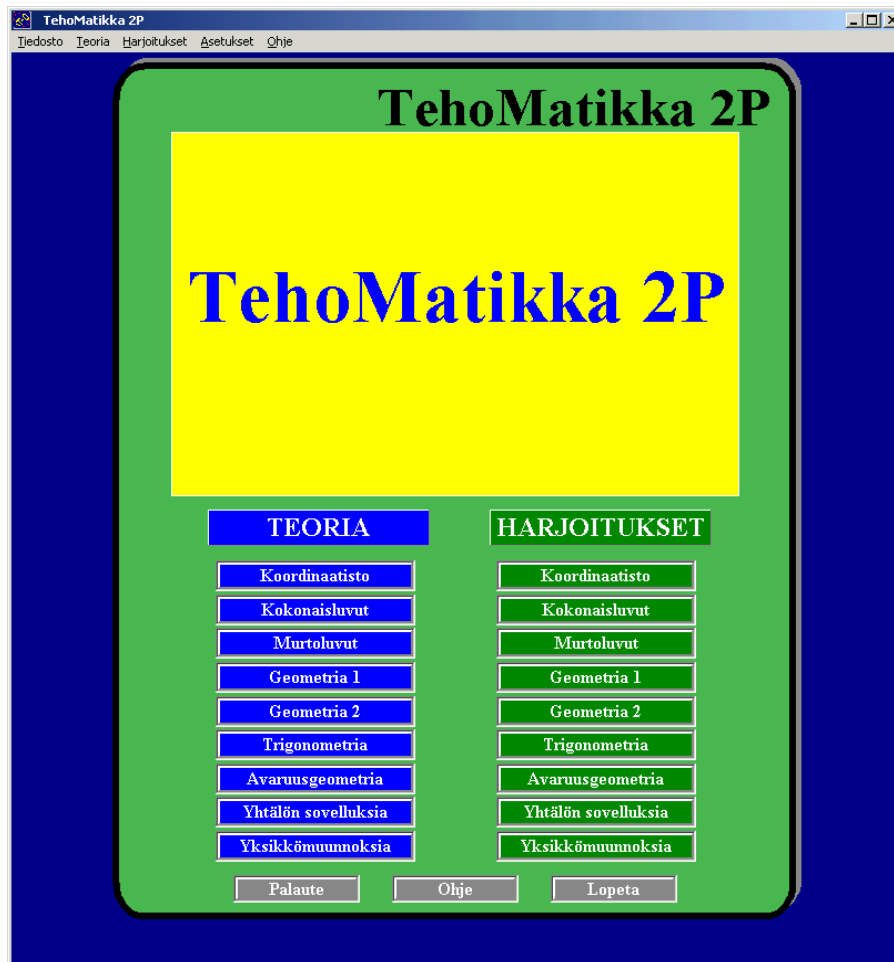 TehoMatikka 2P
Tiedosto Teoria Harjoitukset Asetukset Ohje
TehoMatikka 2P
TehoMatikka 2P
TEORIA HARJOITUKSET
Koordinaatisto Koordinaatisto
Kokonaisluvut Kokonaisluvut
Murtoluvut Murtoluvut
Geometria 1 Geometria 1
Geometria 2 Geometria 2
Trigonometria Trigonometria
Avaruusgeometria Avaruusgeometria
Yhtälön sovelluksia Yhtälön sovelluksia
Yksikkömuunnoksia Yksikkömuunnoksia
Palaute Ohje Lopeta